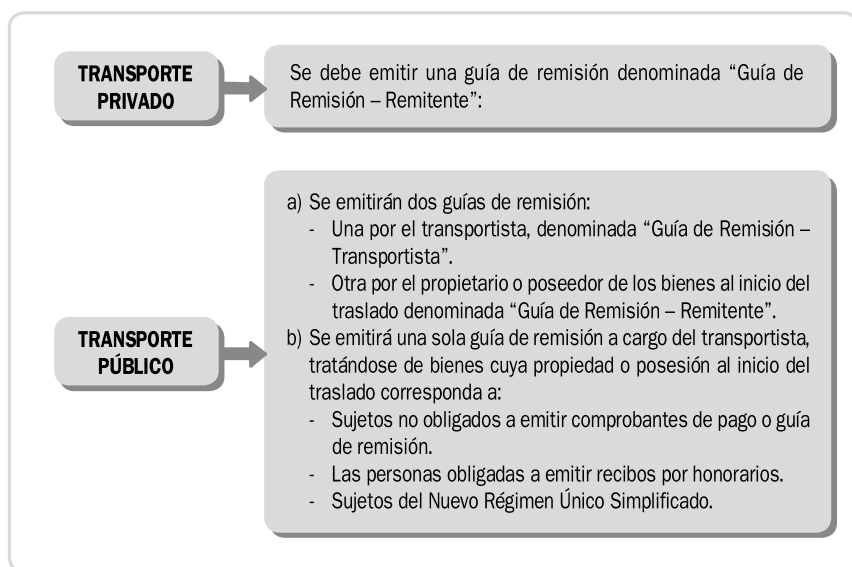 TRANSPORTE
PRIVADO
Se debe emitir una guía de remisión denominada “Guía de
Remisión – Remitente”:
TRANSPORTE
PÚBLICO
a) Se emitirán dos guías de remisión:
- Una por el transportista, denominada “Guía de Remisión –
Transportista”.
- Otra por el propietario o poseedor de los bienes al inicio del
traslado denominada “Guía de Remisión – Remitente”.
b) Se emitirá una sola guía de remisión a cargo del transportista,
tratándose de bienes cuya propiedad o posesión al inicio del
traslado corresponda a:
- Sujetos no obligados a emitir comprobantes de pago o guía
de remisión.
- Las personas obligadas a emitir recibos por honorarios.
- Sujetos del Nuevo Régimen Único Simplificado.